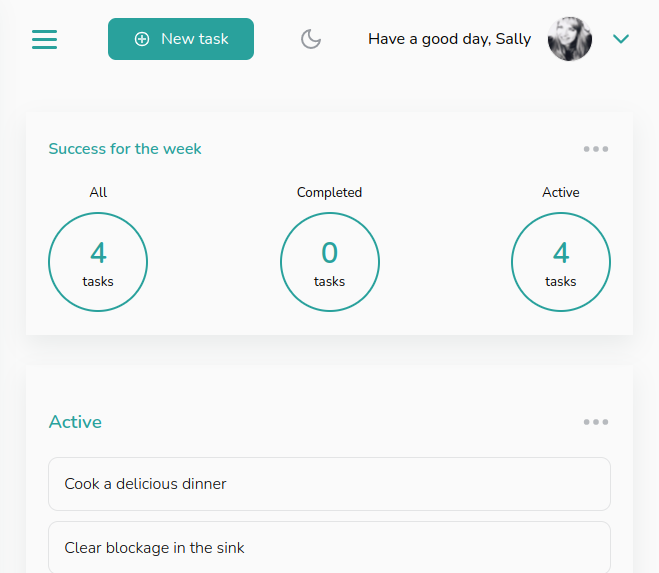 New task
Have a good day, Sally
Success for the week
All
Completed
Active
4
0
4
tasks
tasks
tasks
Active
Cook a delicious dinner
Clear blockage in the sink